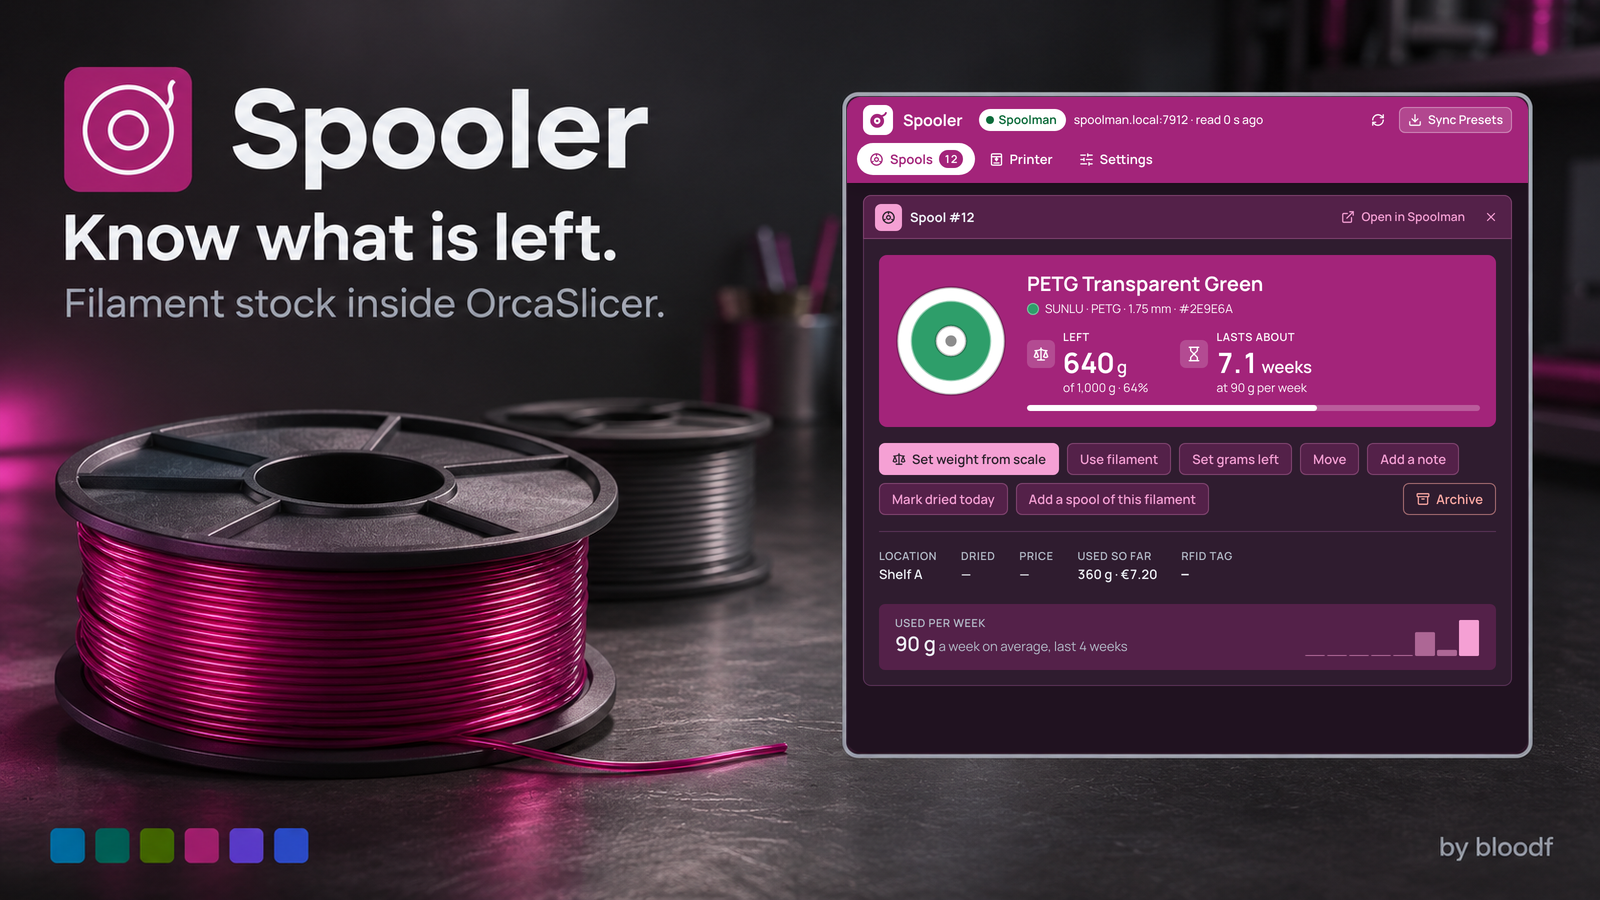 Spooler
Know what is left.
Filament stock inside OrcaSlicer.
Spooler
Spoolman
spoolman.local:7912 · read 0 s ago
Sync Presets
Spools 12
Printer
Settings
Spool #12
Open in Spoolman
PETG Transparent Green
SUNLU · PETG · 1.75 mm · #2E9E6A
LEFT
640 g
of 1,000 g · 64%
LASTS ABOUT
7.1 weeks
at 90 g per week
Set weight from scale
Use filament
Set grams left
Move
Add a note
Mark dried today
Add a spool of this filament
Archive
LOCATION
Shelf A
DRIED
–
PRICE
–
USED SO FAR
360 g · €7.20
RFID TAG
–
USED PER WEEK
90 g a week on average, last 4 weeks
by bloodf